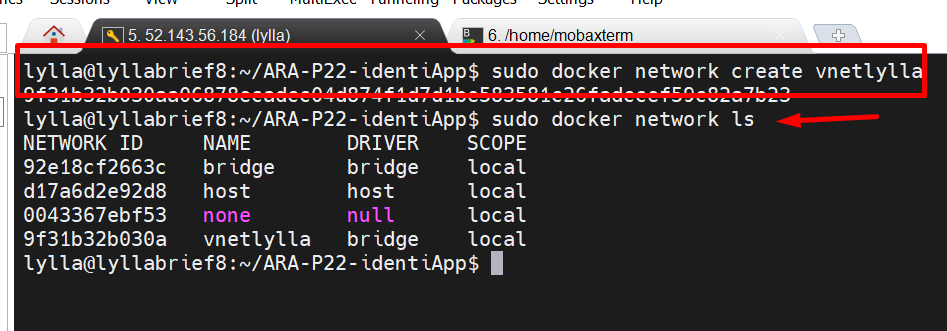 Sessions View Split MultiExec Tunneling Packages Settings Help
5. 52.143.56.184 (lylla) 6. /home/mobaxterm
lylla@lyllabrief8:~/ARA-P22-identiApp$ sudo docker network create vnetlylla
lylla@lyllabrief8:~/ARA-P22-identiApp$ sudo docker network ls
NETWORK ID NAME DRIVER SCOPE
92e18cf2663c bridge bridge local
d17a6d2e92d8 host host local
0043367ebf53 none null local
9f31b32b030a vnetlylla bridge local
lylla@lyllabrief8:~/ARA-P22-identiApp$